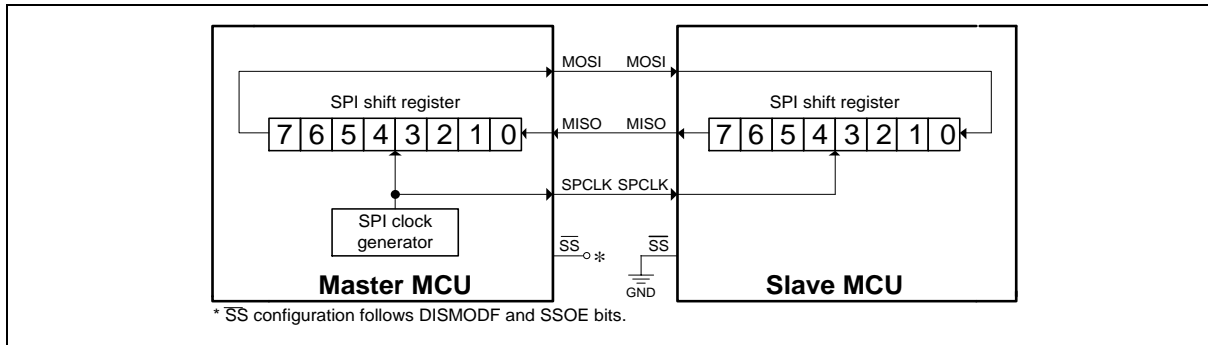 MOSI MOSI
SPI shift register SPI shift register
7 6 5 4 3 2 1 0 MISO MISO 7 6 5 4 3 2 1 0
SPCLK SPCLK
SPI clock
generator
SS * SS
GND
Master MCU Slave MCU
* SS configuration follows DISMODF and SSOE bits.